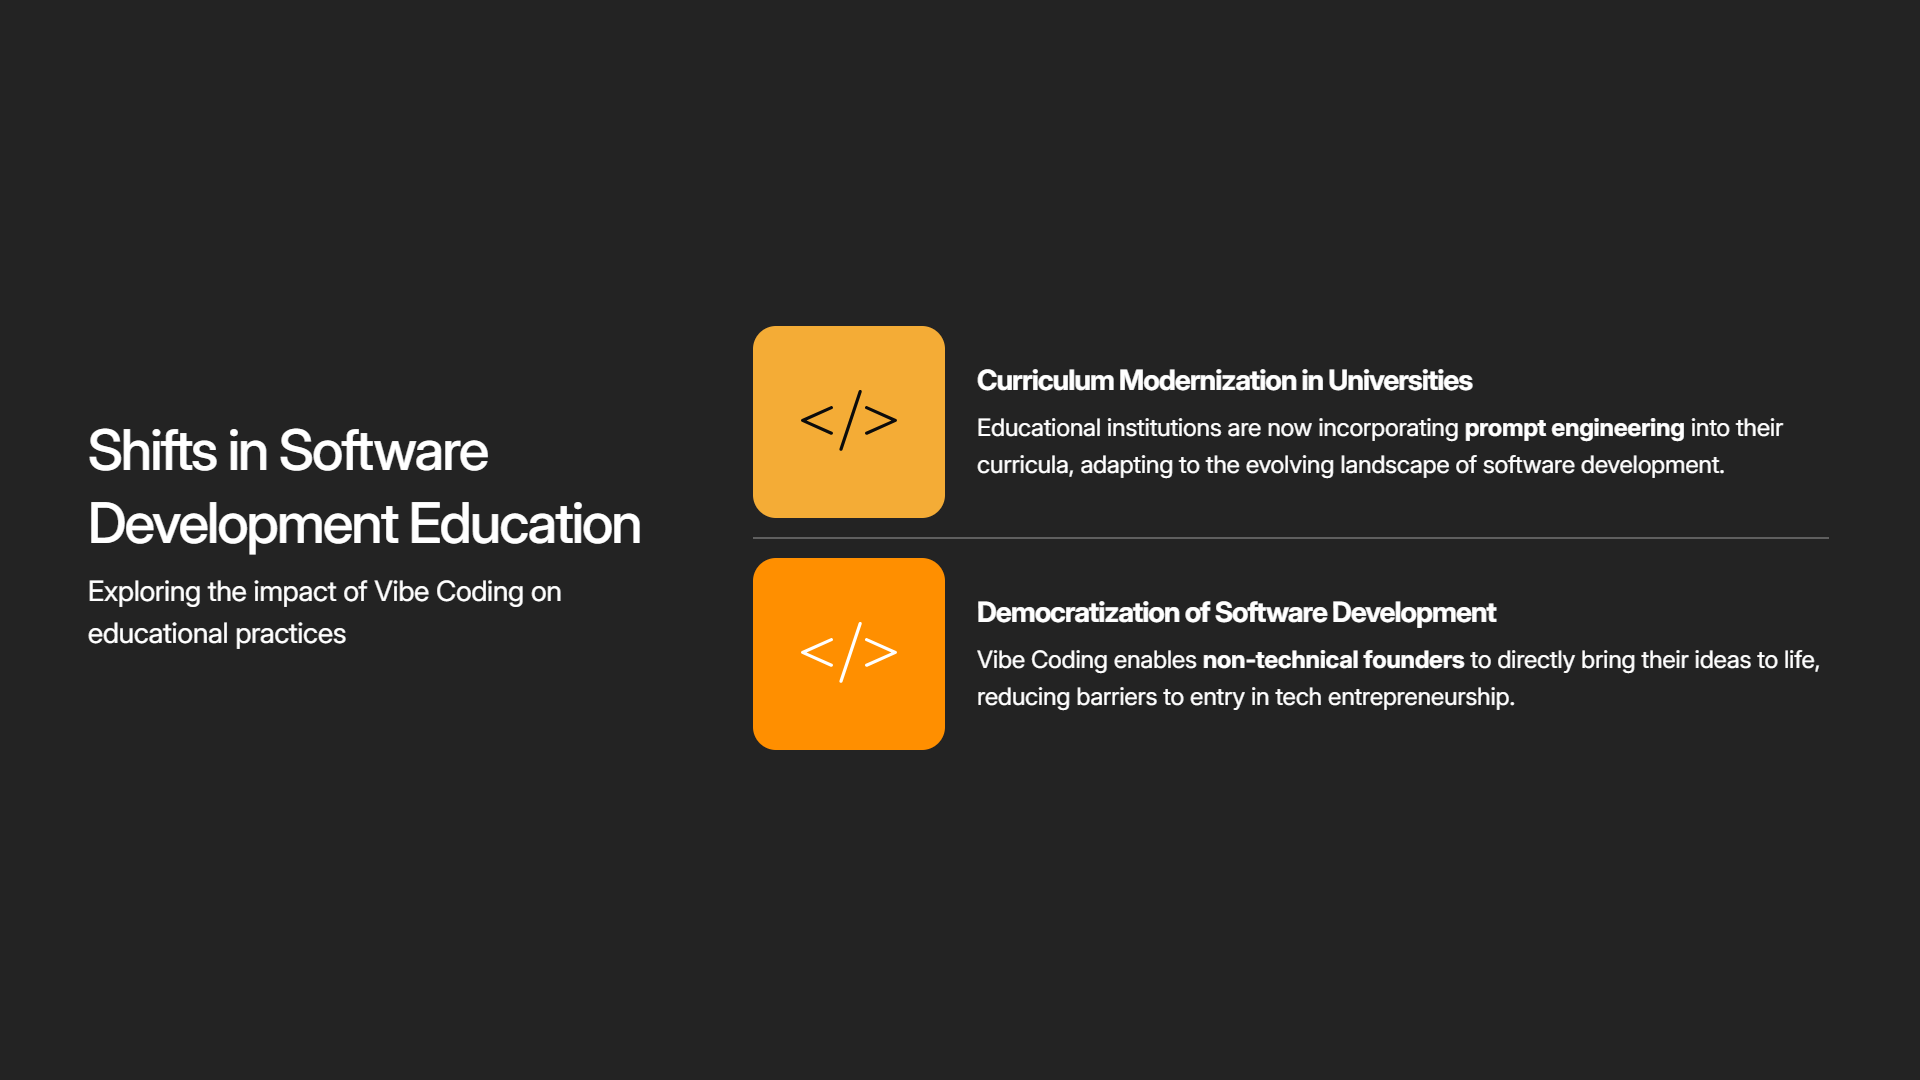 Shifts in Software
Development Education
Exploring the impact of Vibe Coding on
educational practices
</>
Curriculum Modernization in Universities
Educational institutions are now incorporating prompt engineering into their
curricula, adapting to the evolving landscape of software development.
</>
Democratization of Software Development
Vibe Coding enables non-technical founders to directly bring their ideas to life,
reducing barriers to entry in tech entrepreneurship.